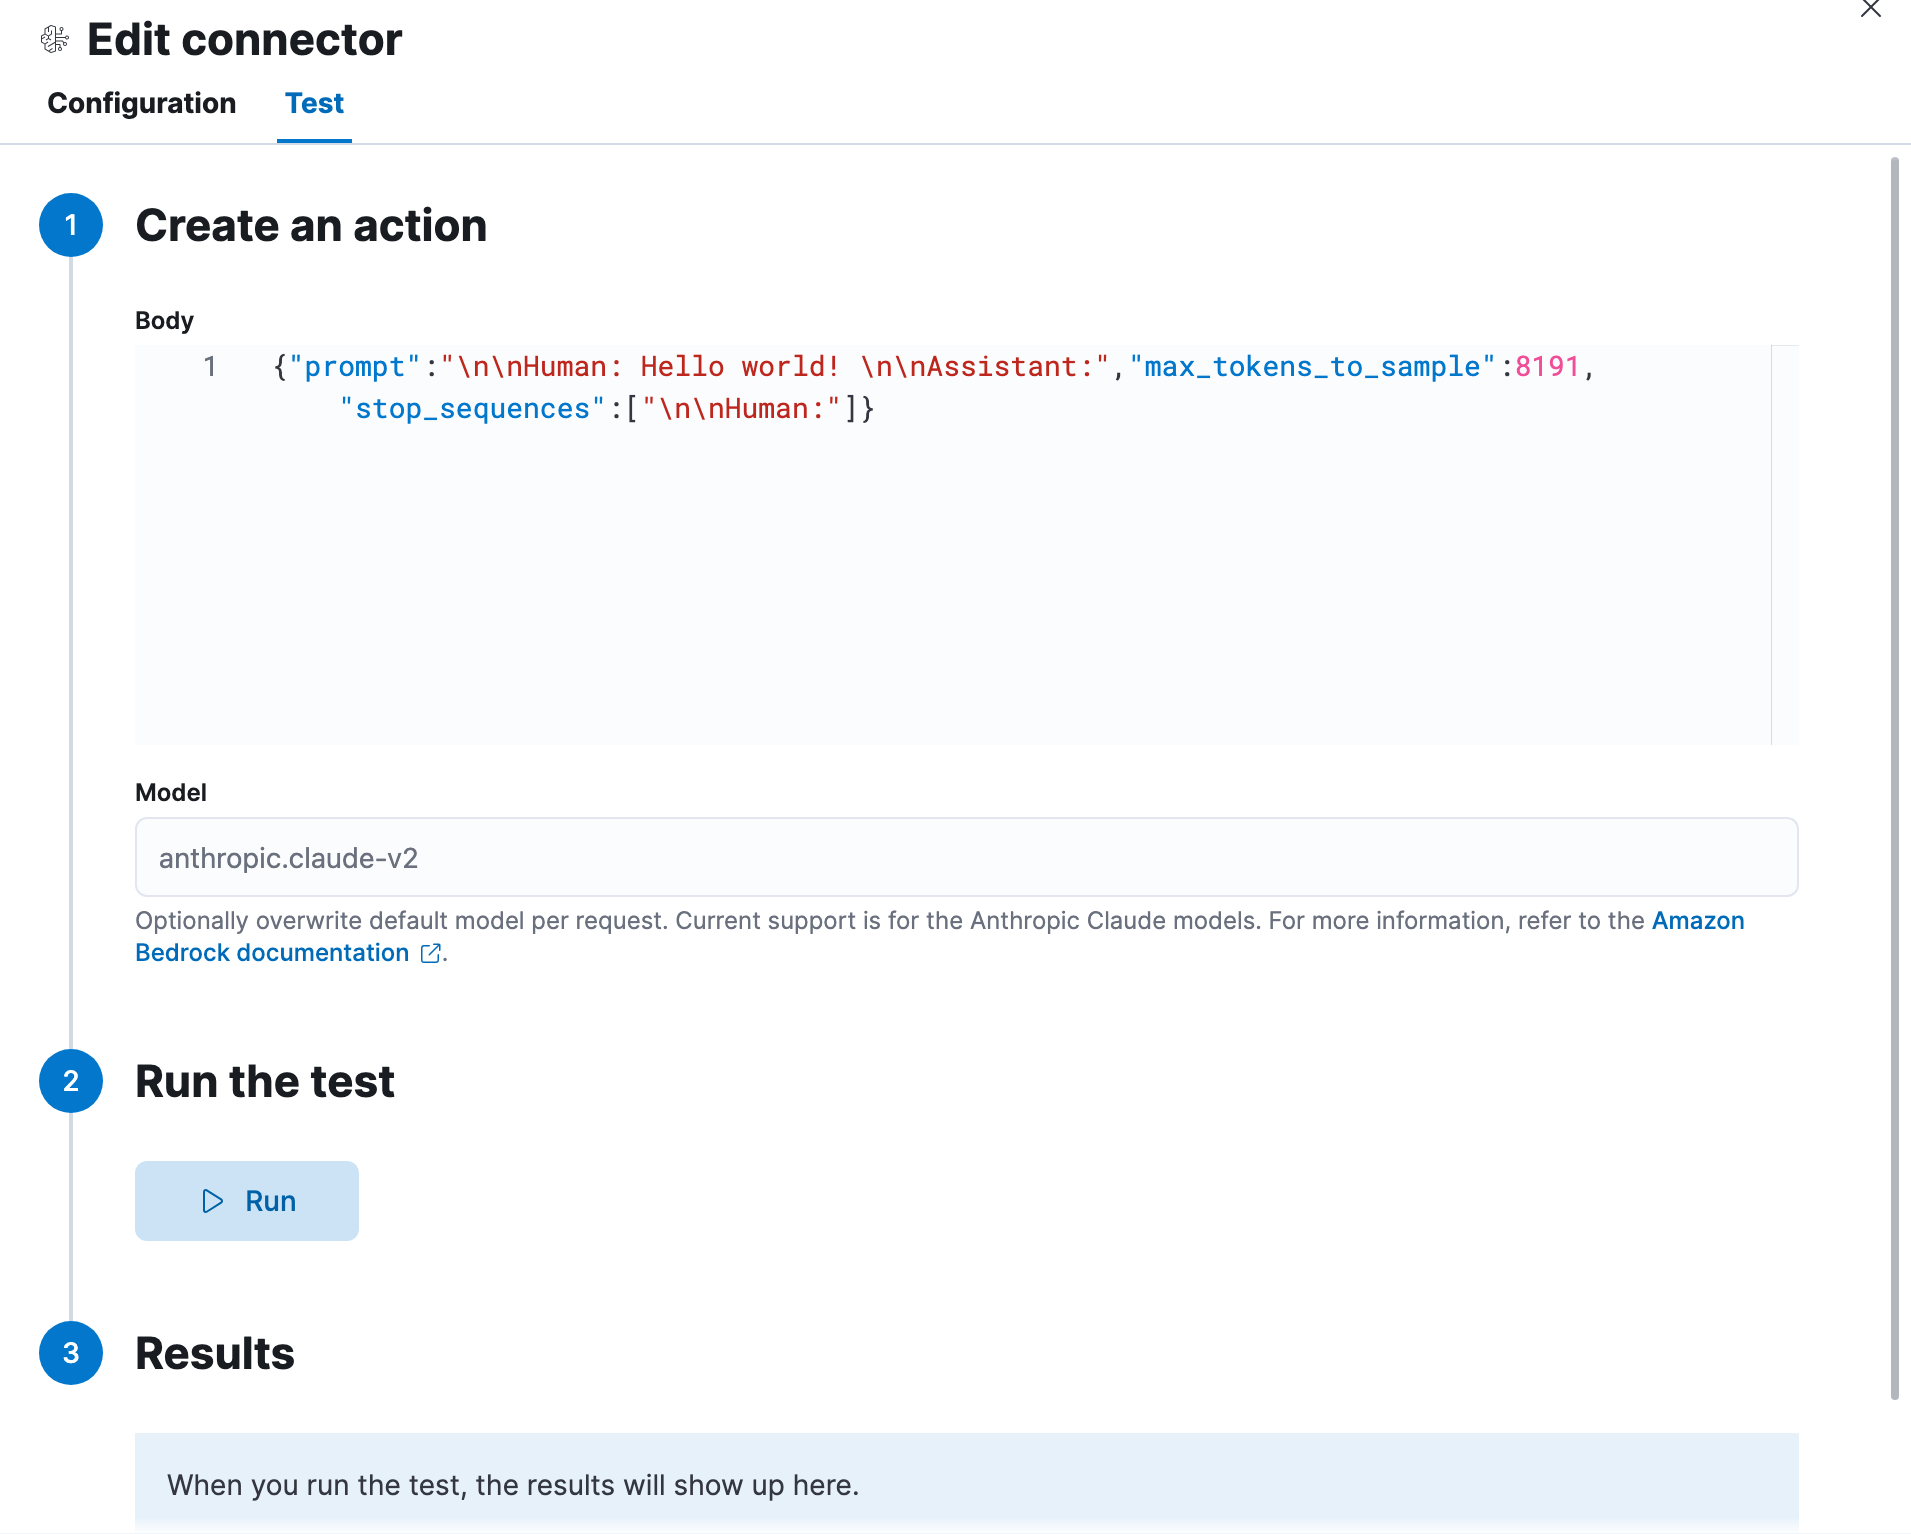 Edit connector
Configuration Test
1 Create an action
Body
1 {"prompt":"\n\nHuman: Hello world! \n\nAssistant:","max_tokens_to_sample":8191,
"stop_sequences":["\n\nHuman:"]}
Model
anthropic.claude-v2
Optionally overwrite default model per request. Current support is for the Anthropic Claude models. For more information, refer to the Amazon
Bedrock documentation.
2 Run the test
Run
3 Results
When you run the test, the results will show up here.